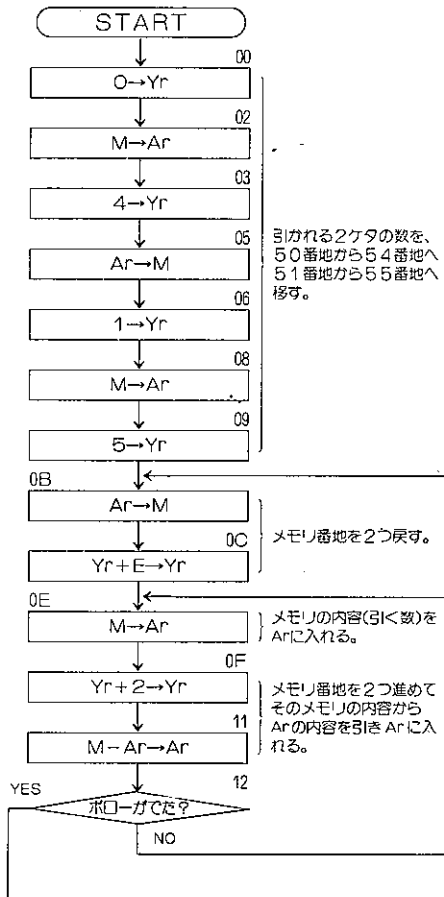 START
00
0→Yr
02
M→Ar
03
4→Yr
05
Ar→M
06
1→Yr
08
M→Ar
09
5→Yr
引かれる2ケタの数を、
50番地から54番地へ
51番地から55番地へ
移す。
0B
Ar→M
0C
Yr+E→Yr
メモリ番地を2つ戻す。
0E
M→Ar
メモリの内容(引く数)を
Arに入れる。
0F
Yr+2→Yr
11
M-Ar→Ar
メモリ番地を2つ進めて
そのメモリの内容から
Arの内容を引きArに入
れる。
12
YES
ボローがでた?
NO